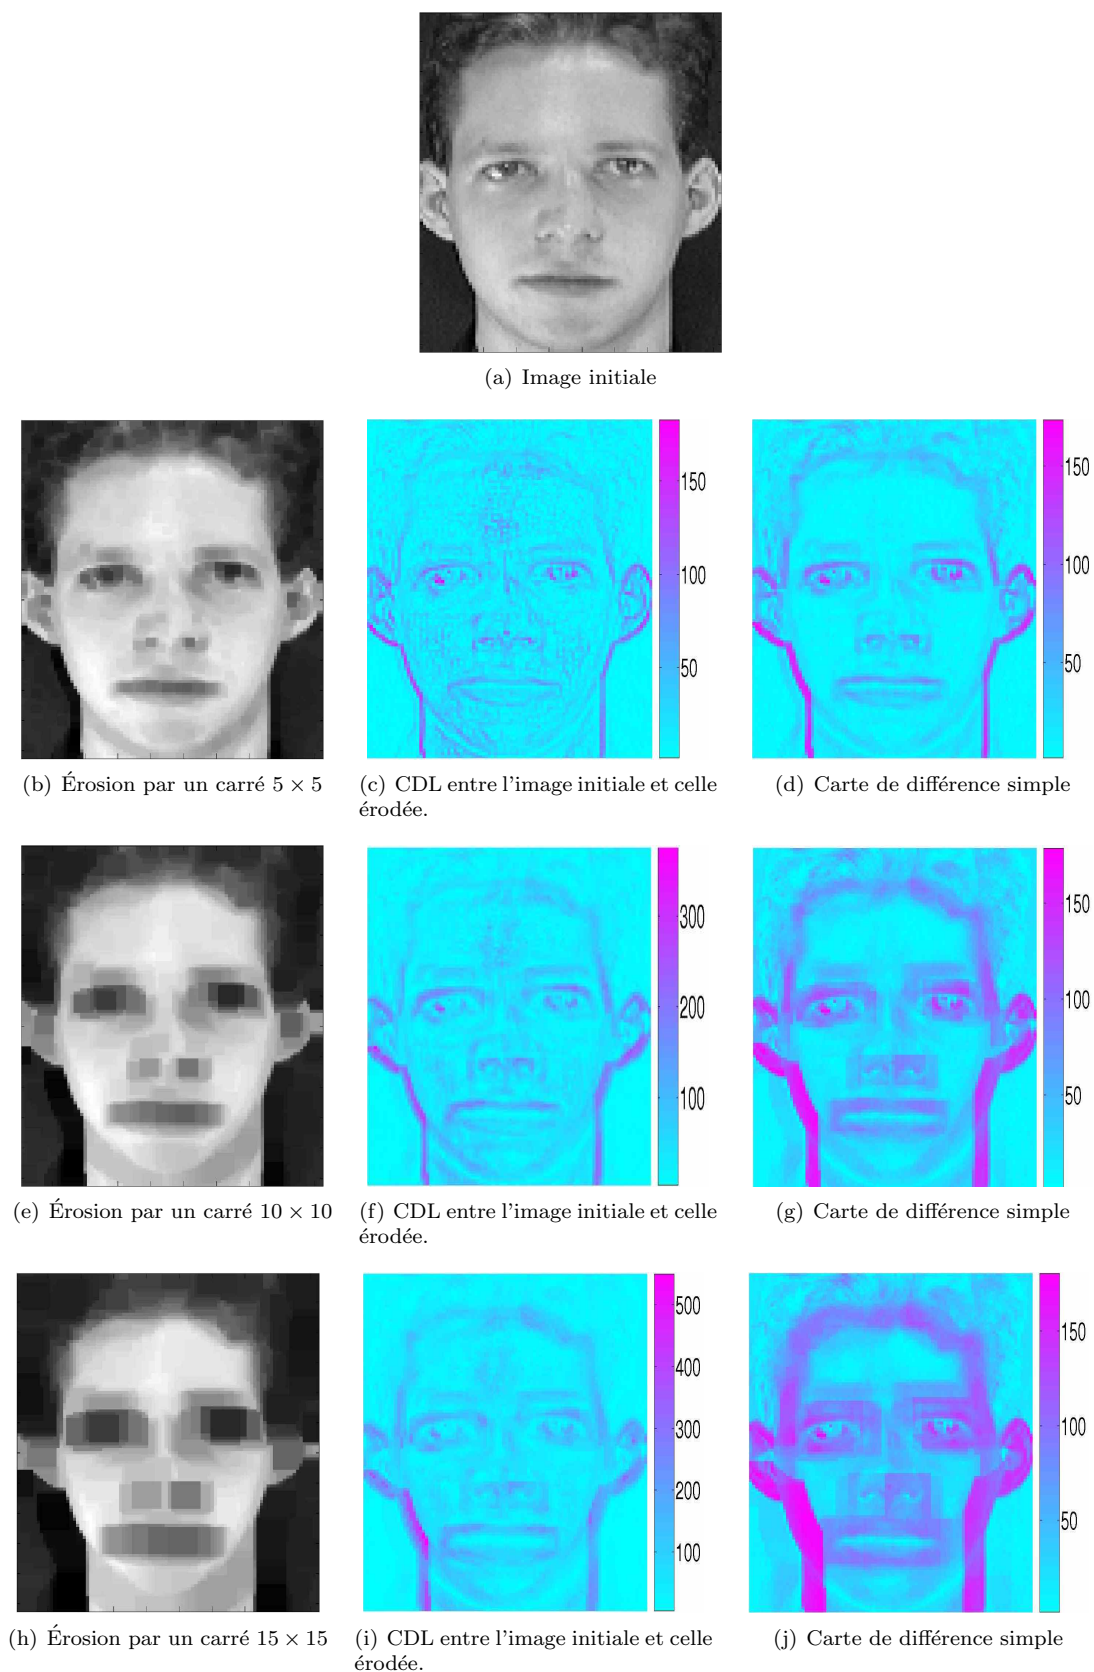 (a) Image initiale
150
100
50
150
100
50
(b) Érosion par un carré 5 × 5
(c) CDL entre l'image initiale et celle
érodée.
(d) Carte de différence simple
300
200
100
150
100
50
(e) Érosion par un carré 10 × 10
(f) CDL entre l'image initiale et celle
érodée.
(g) Carte de différence simple
500
400
300
200
100
150
100
50
(h) Érosion par un carré 15 × 15
(i) CDL entre l'image initiale et celle
érodée.
(j) Carte de différence simple